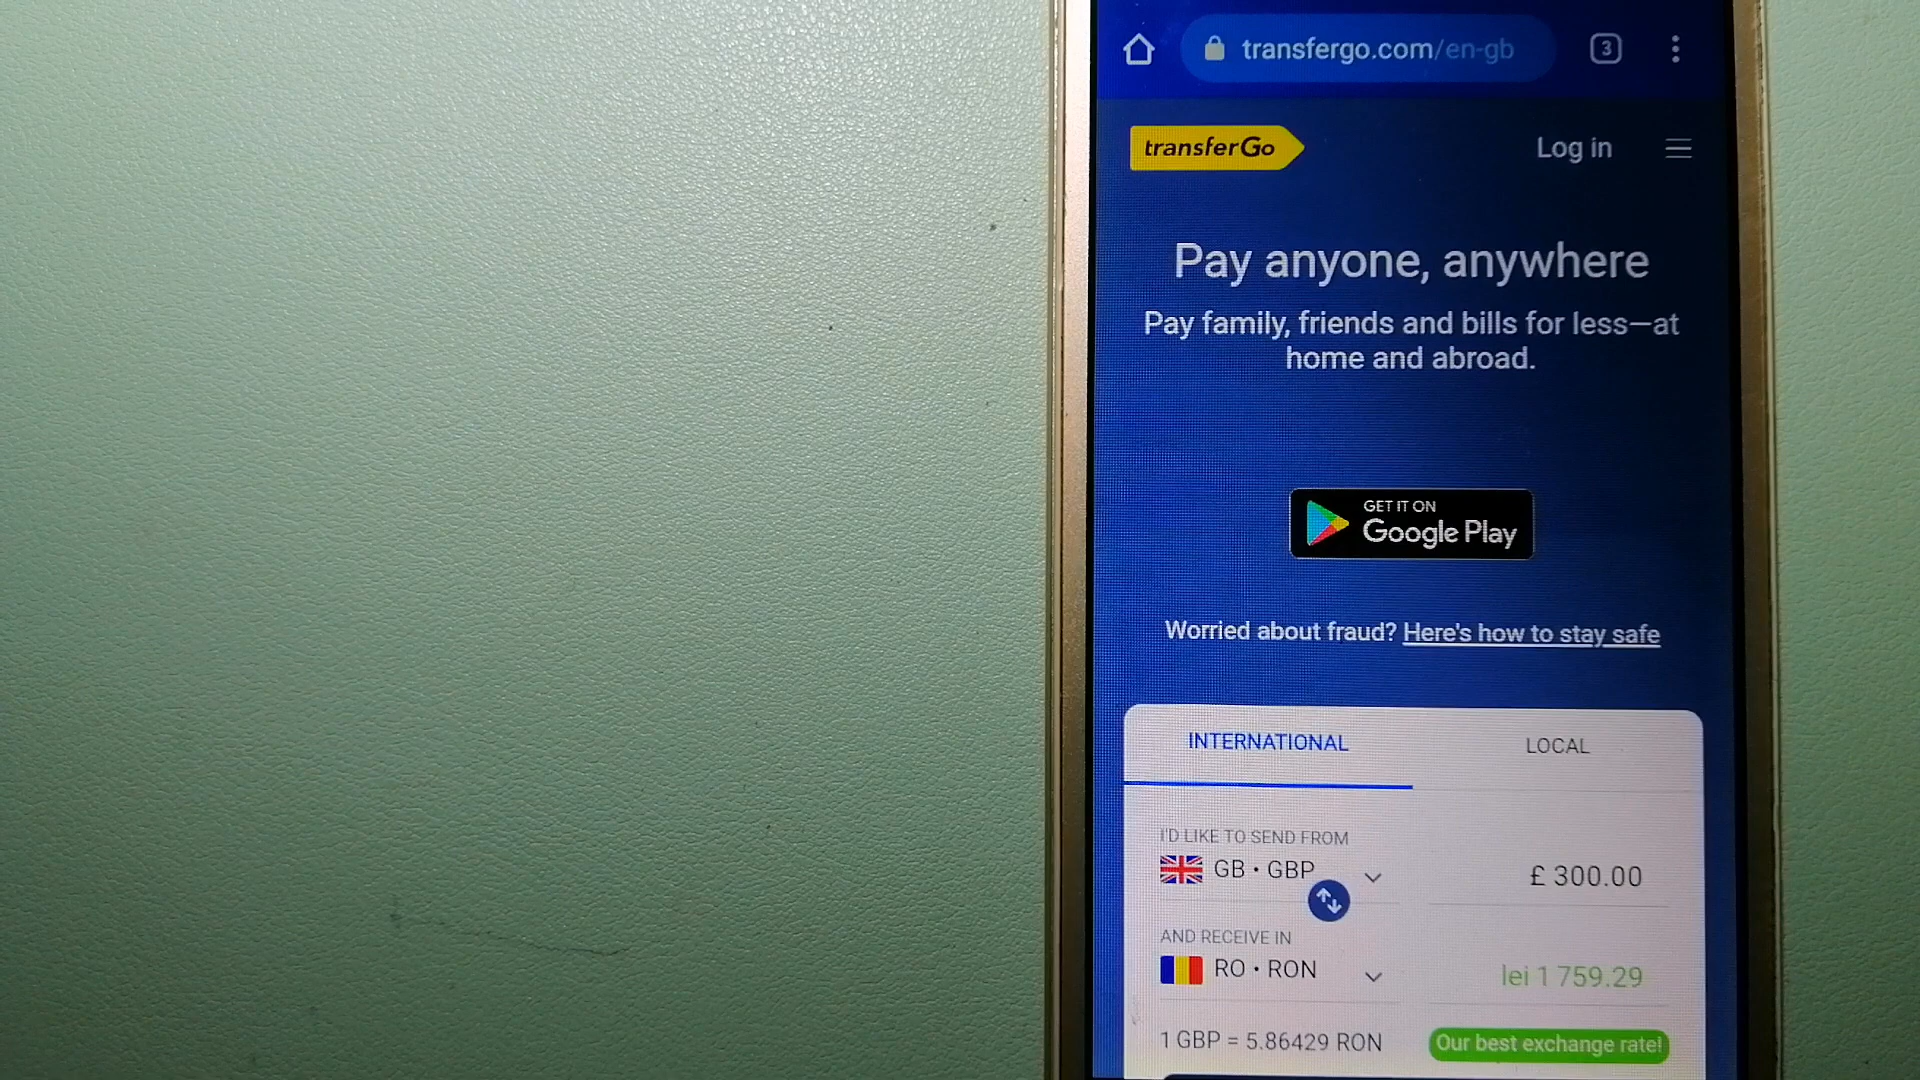 transfergo.com/en-gb
3
transferGo
Log in
Pay anyone, anywhere
Pay family, friends and bills for less—at
home and abroad.
GET IT ON
Google Play
Worried about fraud? Here's how to stay safe
INTERNATIONAL
LOCAL
I'D LIKE TO SEND FROM
GB • GBP
£ 300.00
AND RECEIVE IN
RO • RON
lei 1 759.29
1 GBP = 5.86429 RON
Our best exchange rate!